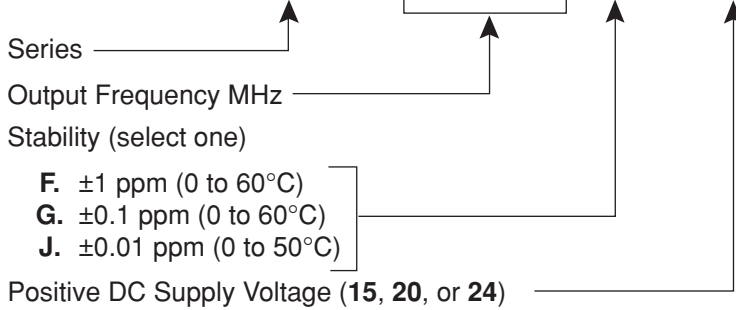 Series
Output Frequency MHz
Stability (select one)
F. ±1 ppm (0 to 60°C)
G. ±0.1 ppm (0 to 60°C)
J. ±0.01 ppm (0 to 50°C)
Positive DC Supply Voltage (15, 20, or 24)